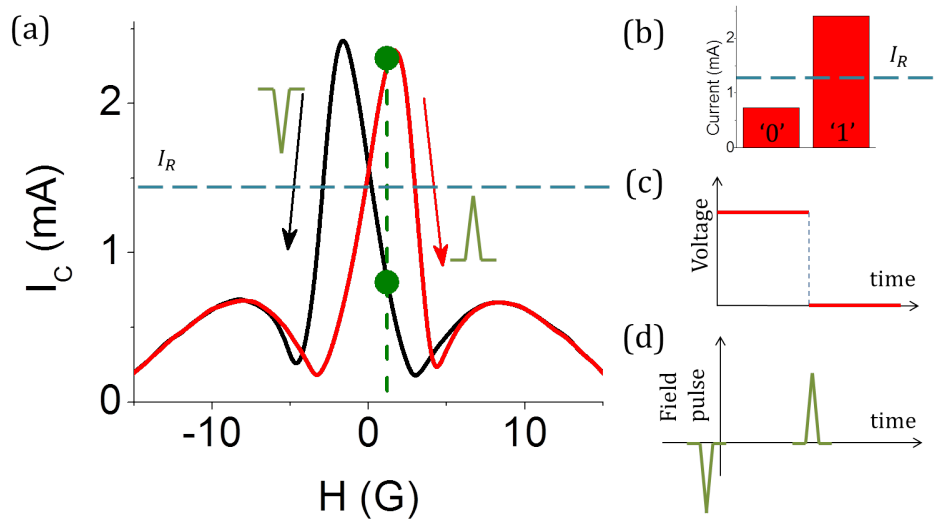 (a)
I_R
I_C (mA)
2
1
0
-10
0
10
H (G)
(b)
Current (mA)
2
1
0
I_R
'0'
'1'
(c)
Voltage
time
(d)
Field
pulse
time